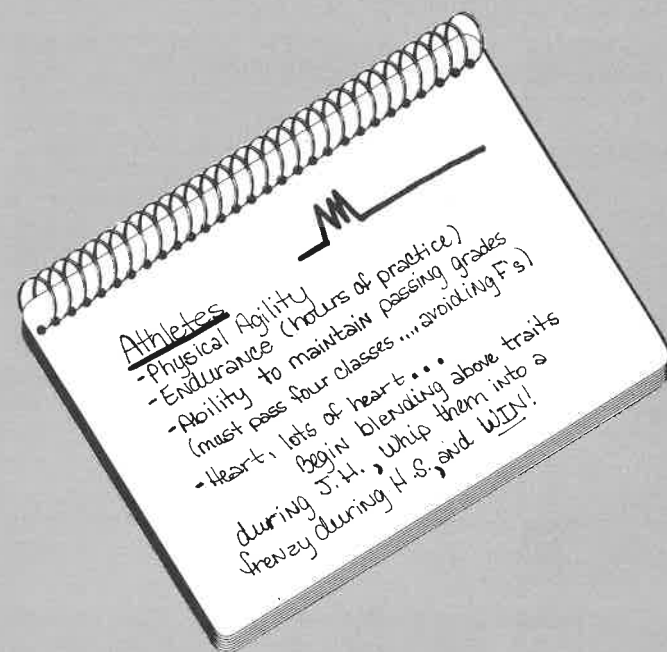 Athletes
-Physical Agility
-Endurance (hours of practice)
-Ability to maintain passing grades
(must pass four classes....avoiding Fs)
-Heart, lots of heart...
Begin blending above traits
during J.H., whip them into a
frenzy during H.S., and WIN!